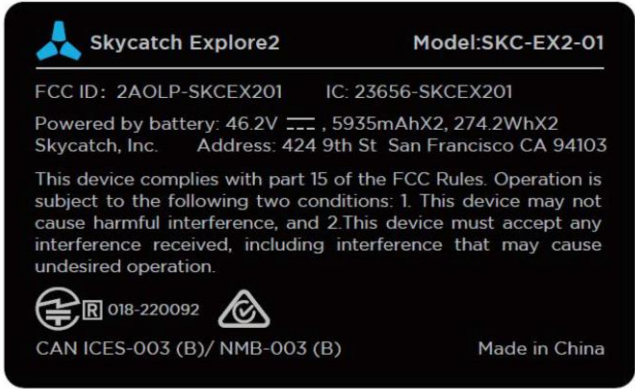 Skycatch Explore2 Model:SKC-EX2-01
FCC ID: 2AOLP-SKCEX201 IC: 23656-SKCEX201
Powered by battery: 46.2V ⎓ , 5935mAhX2, 274.2WhX2
Skycatch, Inc. Address: 424 9th St San Francisco CA 94103
This device complies with part 15 of the FCC Rules. Operation is
subject to the following two conditions: 1. This device may not
cause harmful interference, and 2.This device must accept any
interference received, including interference that may cause
undesired operation.
R 018-220092
CAN ICES-003 (B)/ NMB-003 (B) Made in China